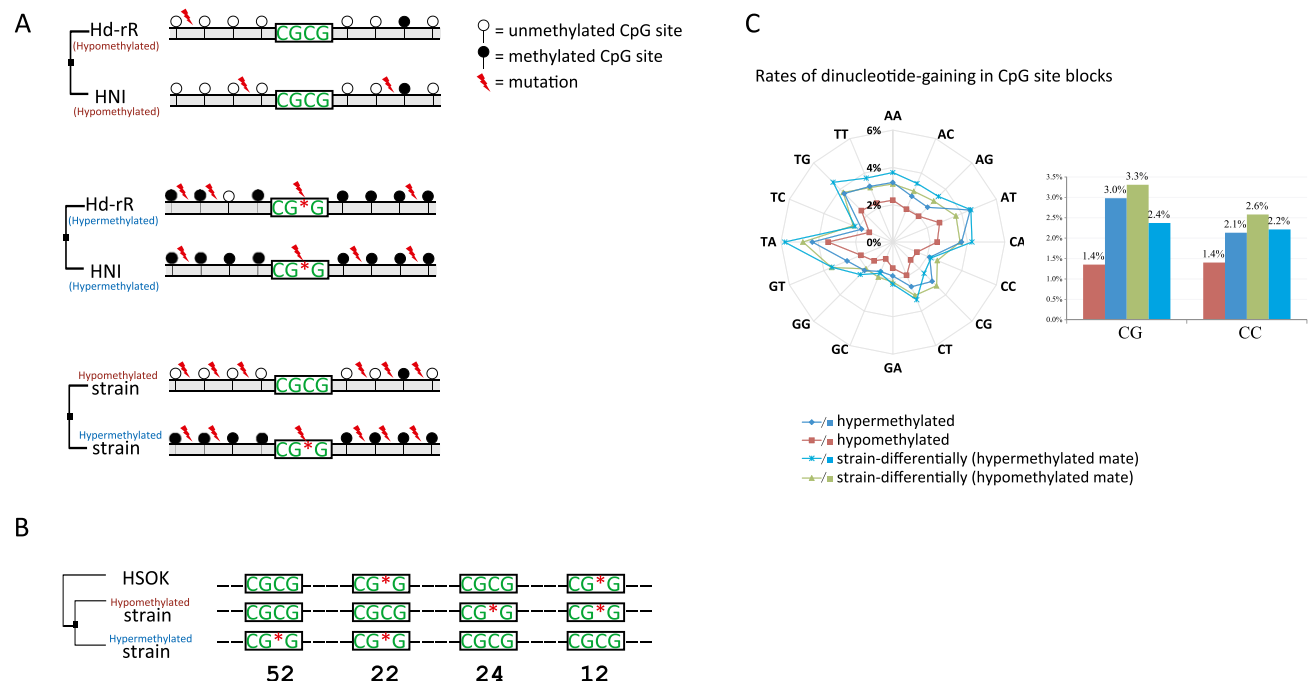 A
Hd-rR
(Hypomethylated)
CGCG
HNI
(Hypomethylated)
CGCG
= unmethylated CpG site
= methylated CpG site
= mutation
Hd-rR
(Hypermethylated)
CG*G
HNI
(Hypermethylated)
CG*G
Hypomethylated
strain
CGCG
Hypermethylated
strain
CG*G
B
HSOK
CGCG CG*G CGCG CG*G
Hypomethylated
strain
CGCG CGCG CG*G CG*G
Hypermethylated
strain
CG*G CG*G CGCG CGCG
52 22 24 12
C
Rates of dinucleotide-gaining in CpG site blocks
AA
AC
AG
AT
CA
CC
CG
CT
GA
GC
GG
GT
TA
TC
TG
TT
6%
4%
2%
0%
3.5%
3.0%
2.5%
2.0%
1.5%
1.0%
0.5%
0.0%
1.4% 3.0% 3.3% 2.4%
1.4% 2.1% 2.6% 2.2%
CG CC
/ hypermethylated
/ hypomethylated
/ strain-differentially (hypermethylated mate)
/ strain-differentially (hypomethylated mate)